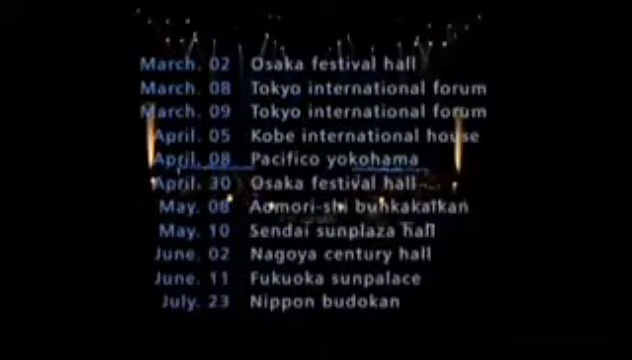 March. 02 Osaka festival hall
March. 08 Tokyo international forum
March. 09 Tokyo international forum
April. 05 Kobe international house
April. 08 Pacifico yokohama
April. 30 Osaka festival hall
May. 08 Aomori-shi bunkakaikan
May. 10 Sendai sunplaza hall
June. 02 Nagoya century hall
June. 11 Fukuoka sunpalace
July. 23 Nippon budokan